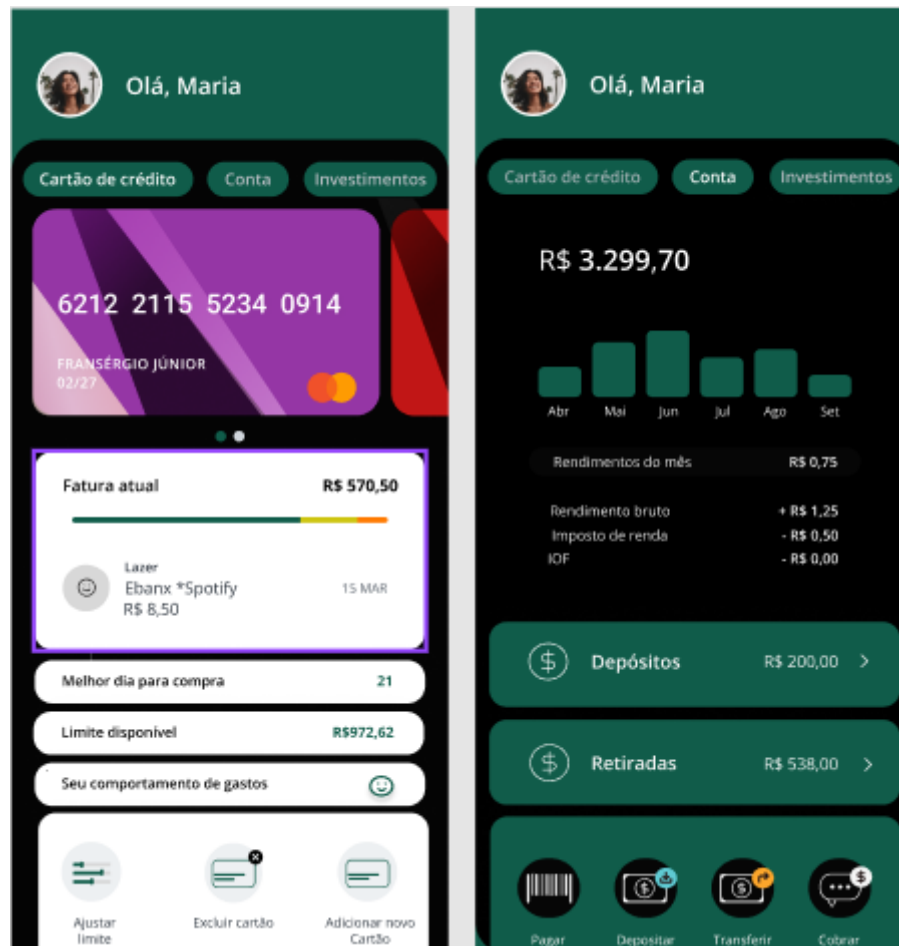 Olá, Maria
Cartão de crédito Conta Investimentos
6212 2115 5234 0914
FRANSÉRGIO JÚNIOR
02/27
Fatura atual R$ 570,50
Lazer
Ebanx *Spotify 15 MAR
R$ 8,50
Melhor dia para compra 21
Limite disponível R$972,62
Seu comportamento de gastos
Ajustar limite
Excluir cartão
Adicionar novo Cartão
Olá, Maria
Cartão de crédito Conta Investimentos
R$ 3.299,70
Abr Mai Jun Jul Ago Set
Rendimentos do mês R$ 0,75
Rendimento bruto + R$ 1,25
Imposto de renda - R$ 0,50
IOF - R$ 0,00
Depósitos R$ 200,00
Retiradas R$ 538,00
Pagar Depositar Transferir Cobrar